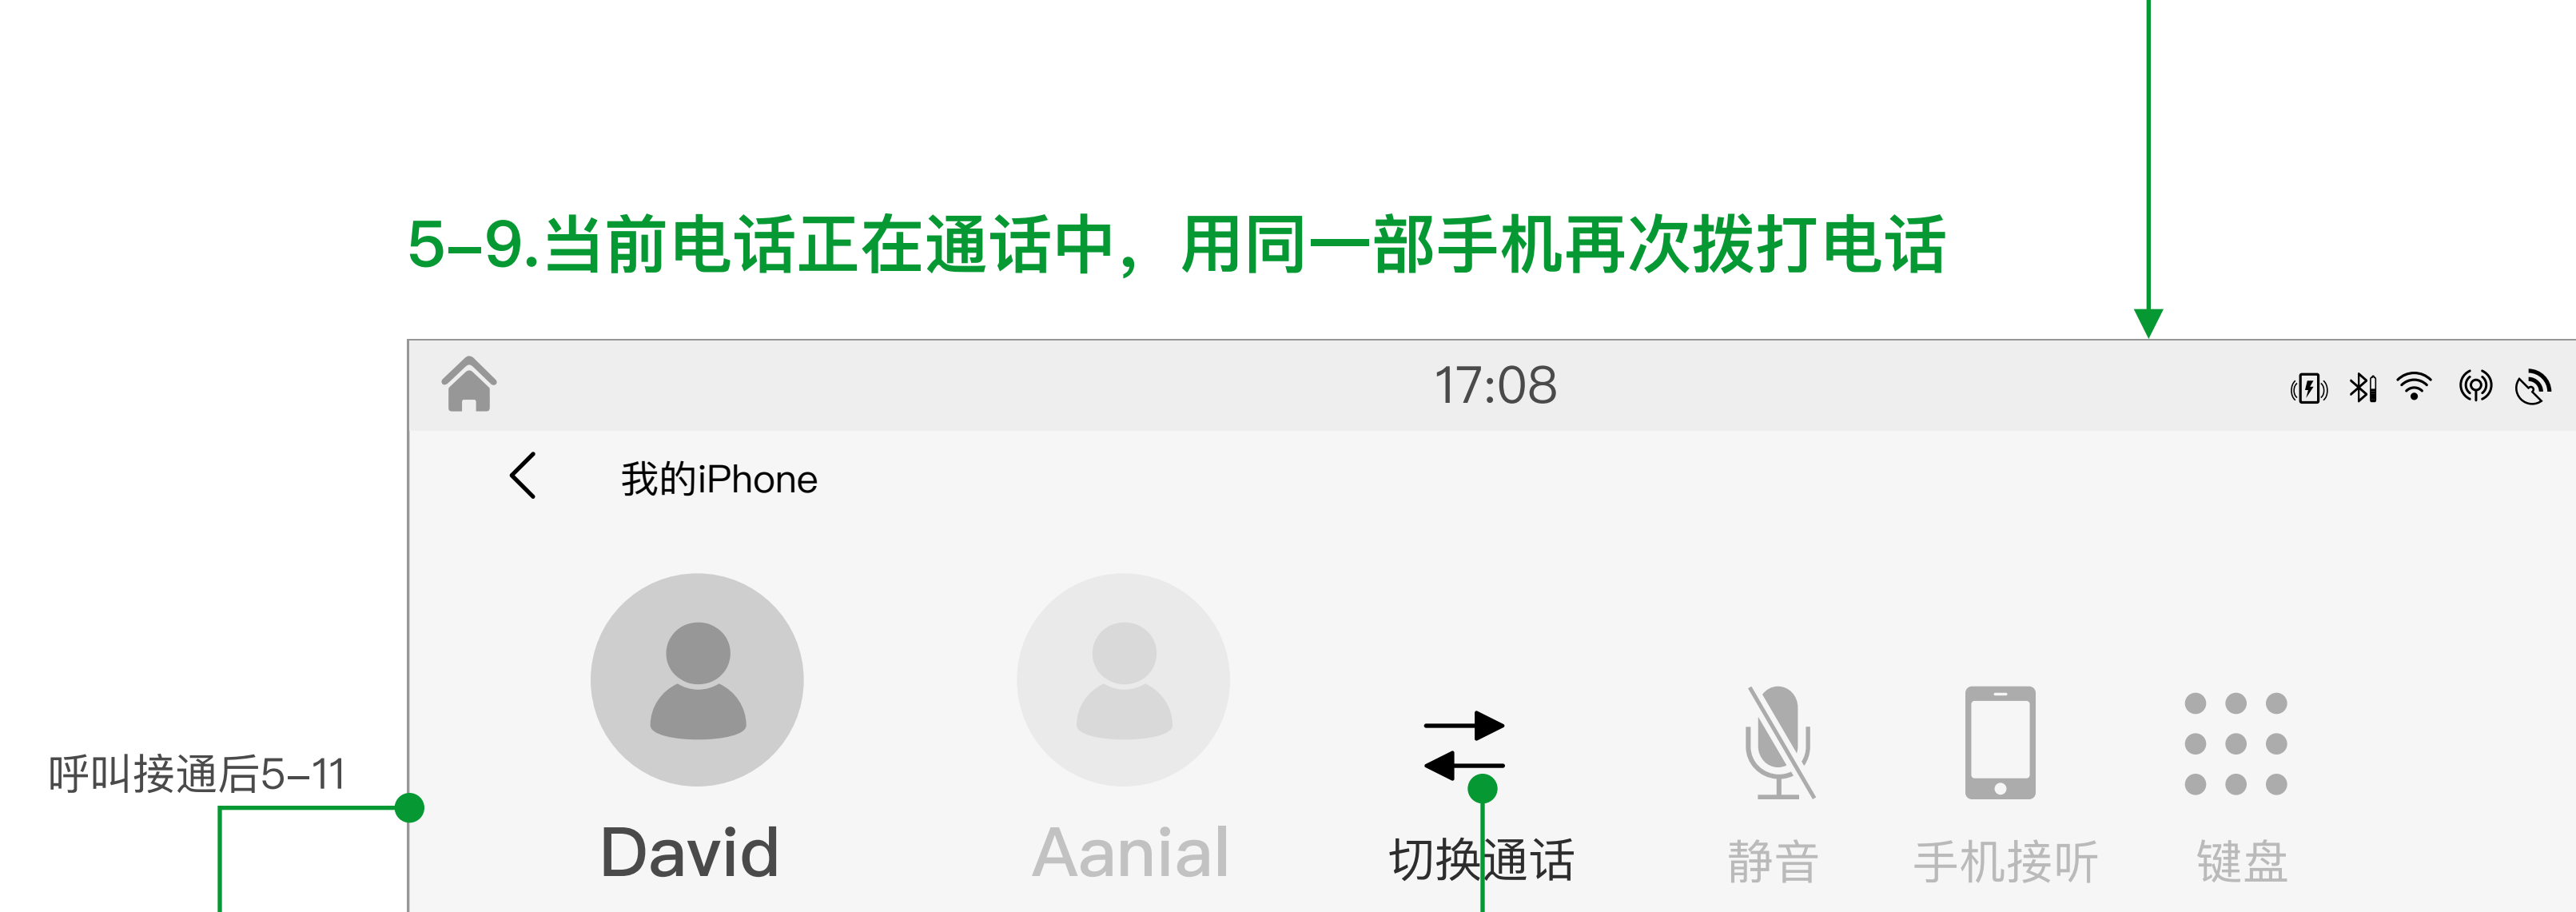 5-9.当前电话正在通话中，用同一部手机再次拨打电话
17:08
我的iPhone
呼叫接通后5-11
David
Aanial
切换通话
静音
手机接听
键盘